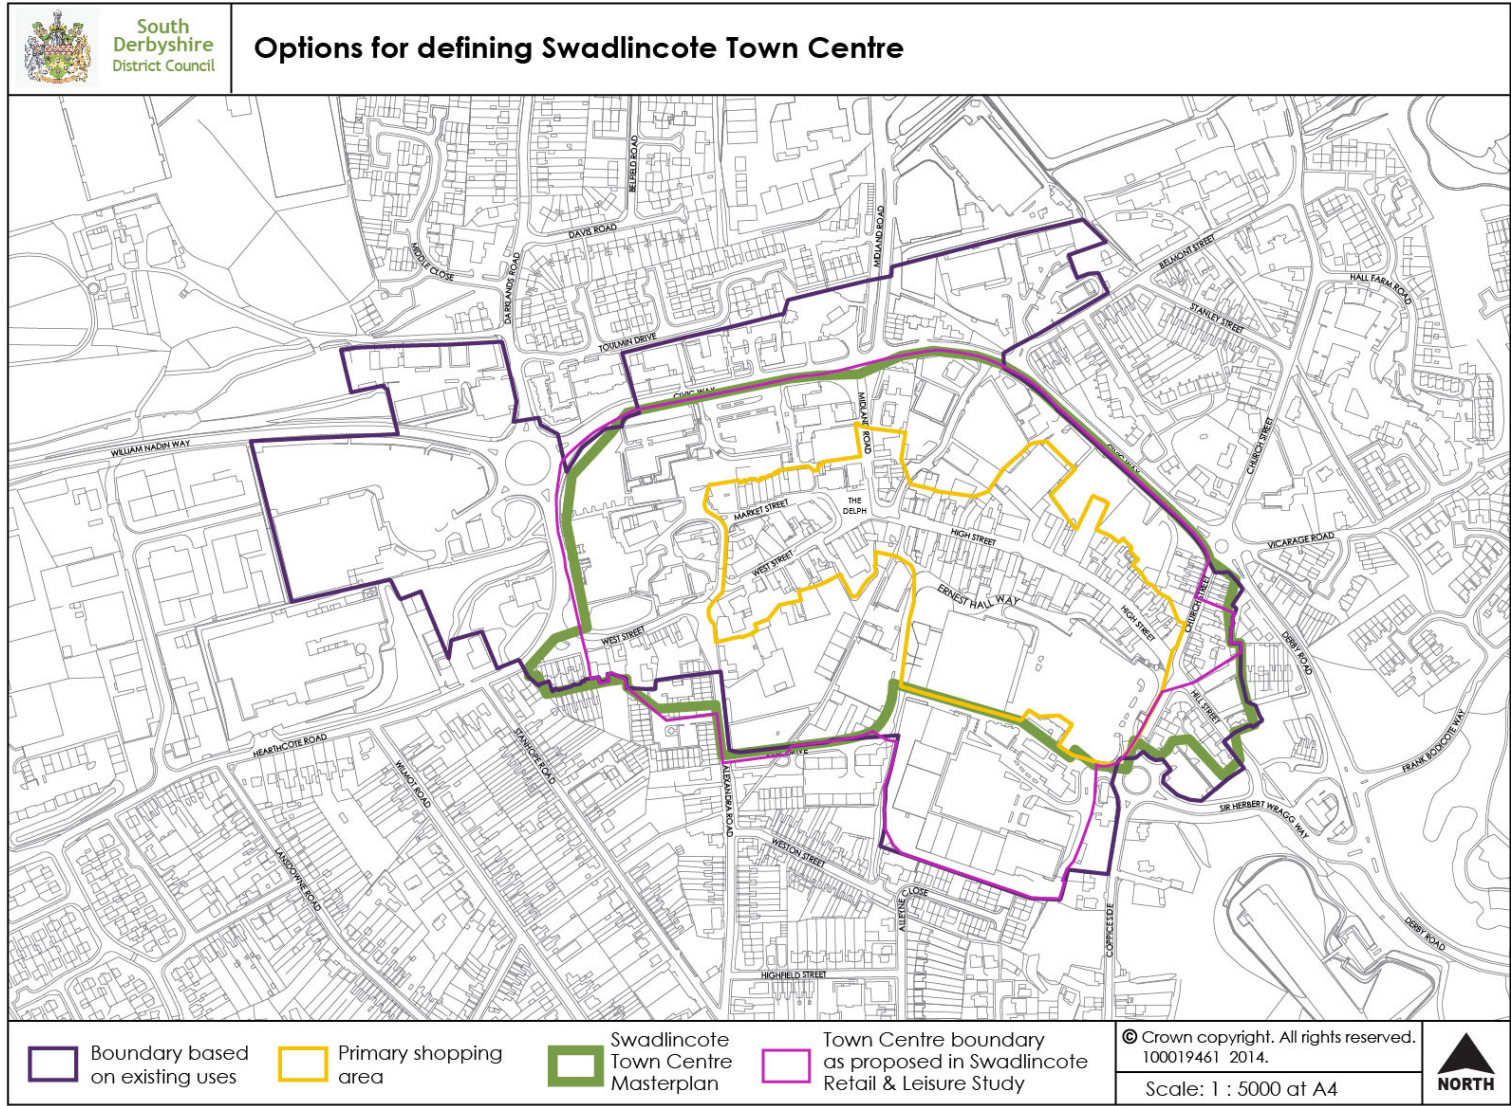 South
Derbyshire
District Council
Options for defining Swadlincote Town Centre
BELFIELD ROAD
DAVIS ROAD
MIDDLE CLOSE
DARKLANDS ROAD
MIDLAND ROAD
BELMONT STREET
HALL FARM ROAD
STANLEY STREET
TOULMIN DRIVE
CIVIC WAY
MIDLAND ROAD
WILLIAM NADIN WAY
CHURCH STREET
CIVIC WAY
MARKET STREET
THE
DELPH
HIGH STREET
VICARAGE ROAD
WEST STREET
ERNEST HALL WAY
CHURCH STREET
HIGH STREET
WEST STREET
DERBY ROAD
HILL STREET
HEARTHCOTE ROAD
STANHOPE ROAD
WILMOT ROAD
DRIVE
ALEXANDRA ROAD
FRANK BODICOTE WAY
SIR HERBERT WRAGG WAY
WESTON STREET
LANSDOWNE ROAD
ALLEYNE CLOSE
COPPICESIDE
DERBY ROAD
HIGHFIELD STREET
Boundary based
on existing uses
Primary shopping
area
Swadlincote
Town Centre
Masterplan
Town Centre boundary
as proposed in Swadlincote
Retail & Leisure Study
© Crown copyright. All rights reserved.
100019461 2014.
Scale: 1 : 5000 at A4
NORTH